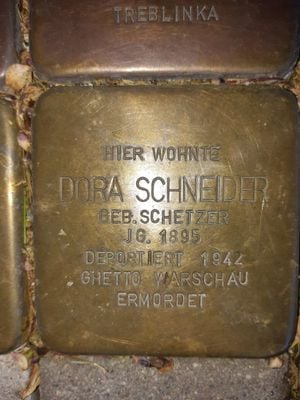 TREBLINKA
HIER WOHNTE
DORA SCHNEIDER
GEB. SCHETZER
JG. 1895
DEPORTIERT 1942
GHETTO WARSCHAU
ERMORDET